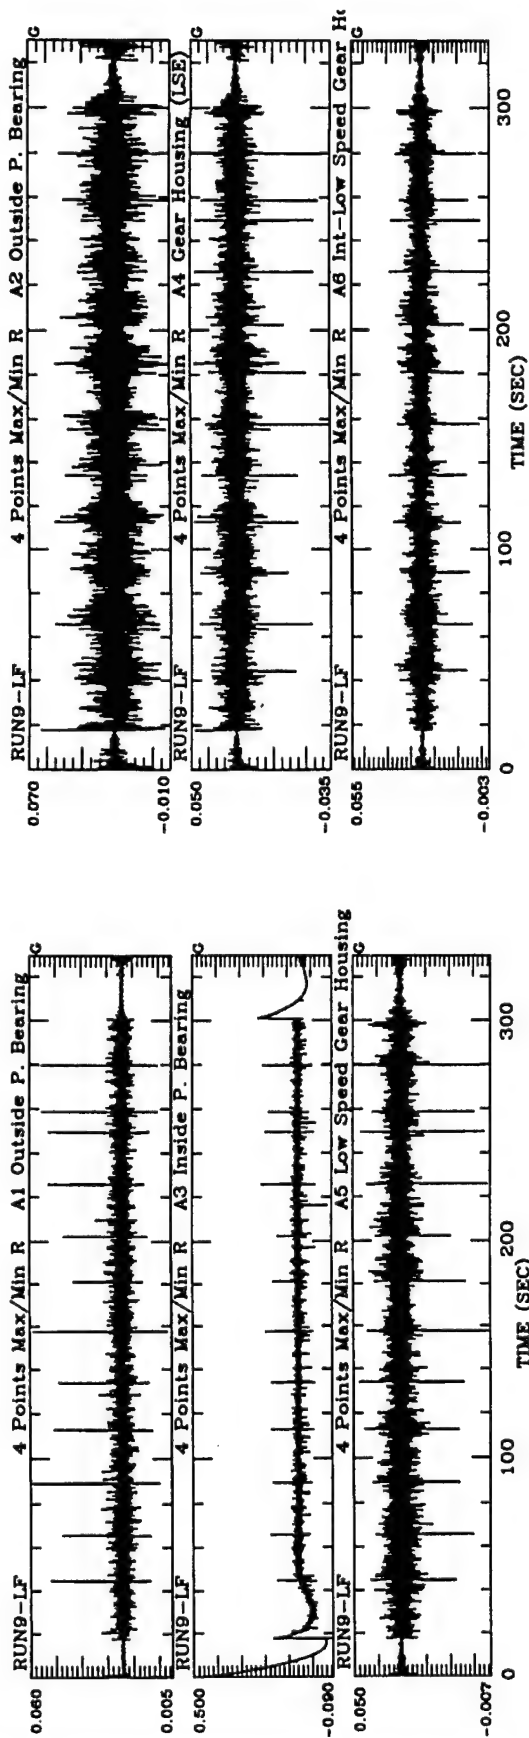 RUN9-LF 4 Points Max/Min R A1 Outside P. Bearing
0.060
0.005
G
RUN9-LF 4 Points Max/Min R A3 Inside P. Bearing
0.500
-0.090
G
RUN9-LF 4 Points Max/Min R A5 Low Speed Gear Housing
0.050
-0.007
G
0 100 200 300
TIME (SEC)
RUN9-LF 4 Points Max/Min R A2 Outside P. Bearing
0.070
-0.010
G
RUN9-LF 4 Points Max/Min R A4 Gear Housing (LSE)
0.050
-0.035
G
RUN9-LF 4 Points Max/Min R A6 Int-Low Speed Gear Ho
0.055
-0.003
G
0 100 200 300
TIME (SEC)